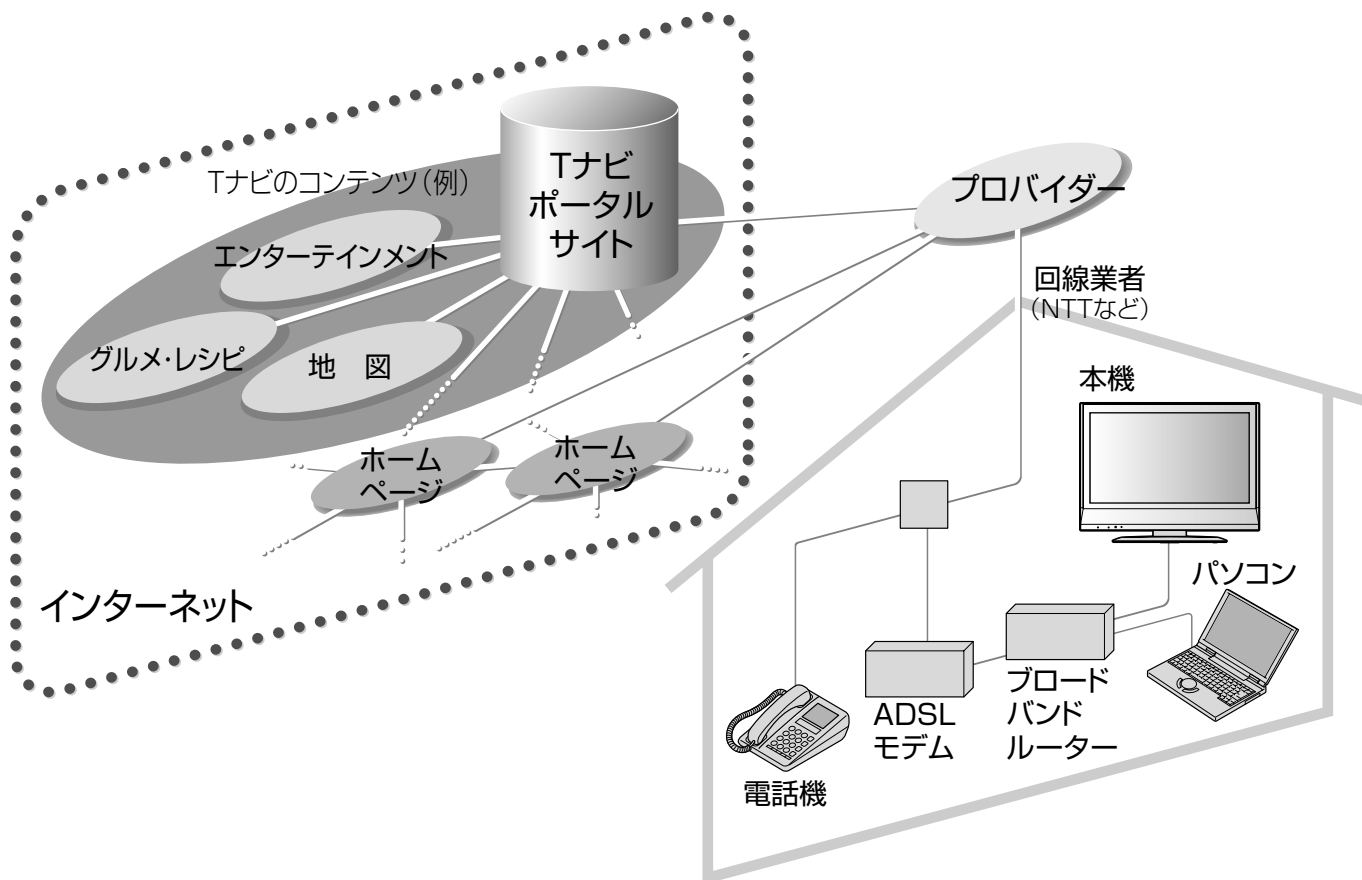 Tナビ
ポータル
サイト
Tナビのコンテンツ（例）
エンターテインメント
グルメ・レシピ
地　図
ホーム
ページ
ホーム
ページ
インターネット
プロバイダー
回線業者
（NTTなど）
本機
パソコン
ブロード
バンド
ルーター
ADSL
モデム
電話機